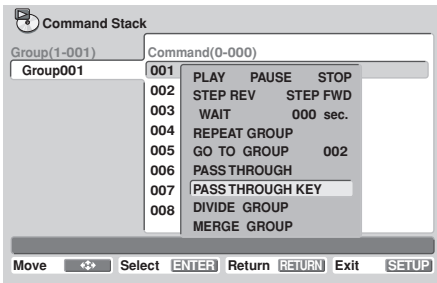 Command Stack
Group(1-001) Command(0-000)
Group001 001
002
003
004
005
006
007
008
PLAY PAUSE STOP
STEP REV STEP FWD
WAIT 000 sec.
REPEAT GROUP
GO TO GROUP 002
PASS THROUGH
PASS THROUGH KEY
DIVIDE GROUP
MERGE GROUP
Move Select ENTER Return RETURN Exit SETUP